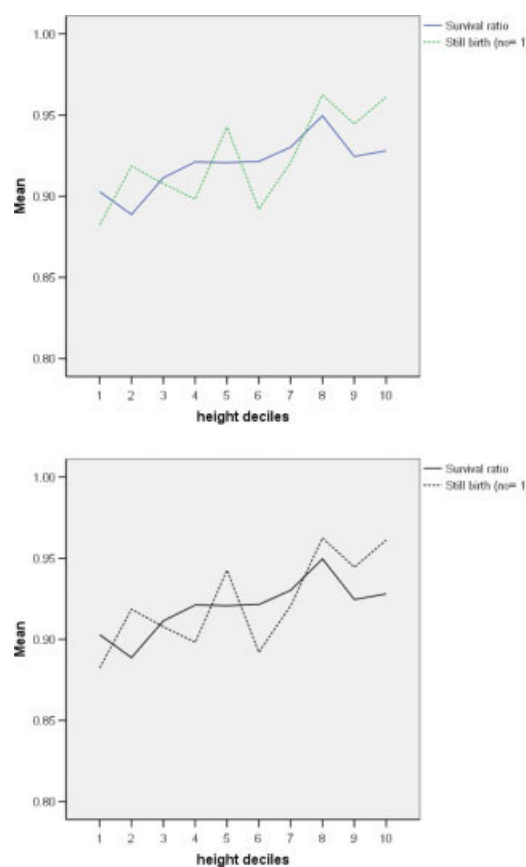 1.00
0.95
0.90
0.85
0.80
Mean
1 2 3 4 5 6 7 8 9 10
height deciles
Survival ratio
Still birth (no= 1)
1.00
0.95
0.90
0.85
0.80
Mean
1 2 3 4 5 6 7 8 9 10
height deciles
Survival ratio
Still birth (no= 1)